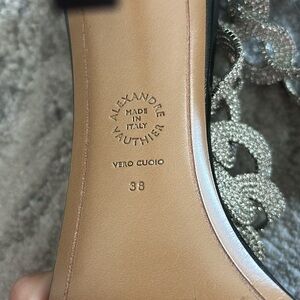 ALEXANDRE
MADE
IN
ITALY
VAUTHIER
VERO CUOIO
38